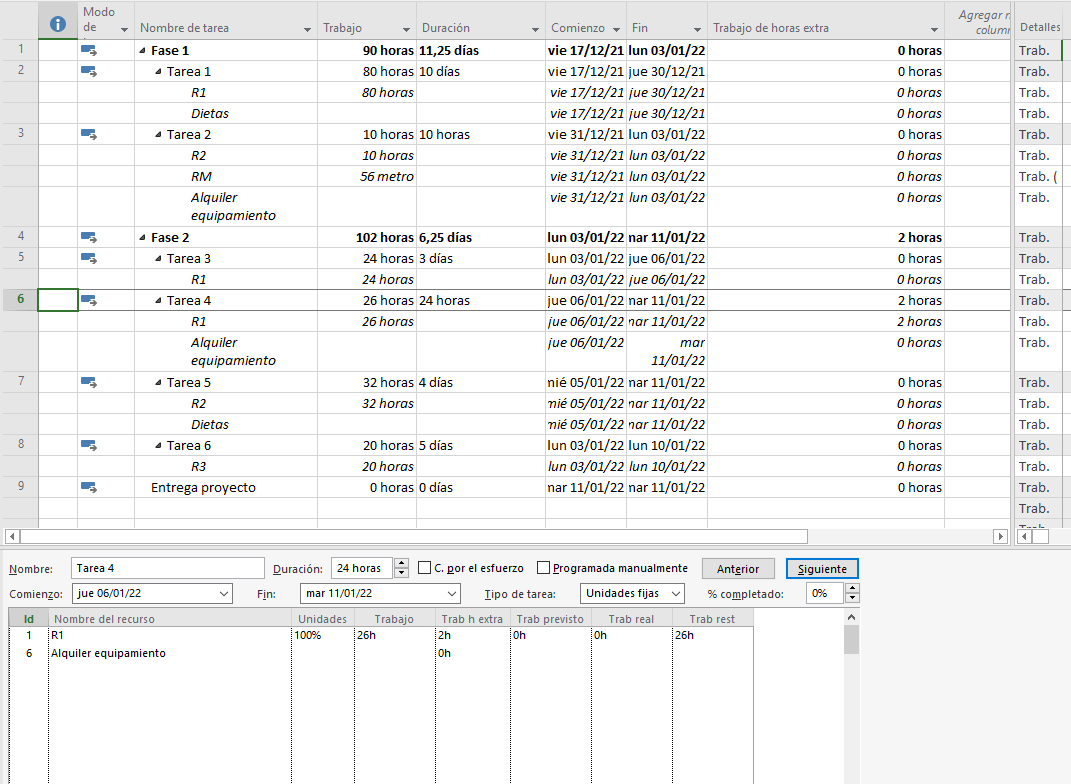 Modo de Nombre de tarea Trabajo Duración Comienzo Fin Trabajo de horas extra Agregar n column Detalles
1 Fase 1 90 horas 11,25 días vie 17/12/21 lun 03/01/22 0 horas Trab.
2 Tarea 1 80 horas 10 días vie 17/12/21 jue 30/12/21 0 horas Trab.
R1 80 horas vie 17/12/21 jue 30/12/21 0 horas Trab.
Dietas vie 17/12/21 jue 30/12/21 0 horas Trab.
3 Tarea 2 10 horas 10 horas vie 31/12/21 lun 03/01/22 0 horas Trab.
R2 10 horas vie 31/12/21 lun 03/01/22 0 horas Trab.
RM 56 metro vie 31/12/21 lun 03/01/22 0 horas Trab. (
Alquiler vie 31/12/21 lun 03/01/22 0 horas Trab.
equipamiento
4 Fase 2 102 horas 6,25 días lun 03/01/22 mar 11/01/22 2 horas Trab.
5 Tarea 3 24 horas 3 días lun 03/01/22 jue 06/01/22 0 horas Trab.
R1 24 horas lun 03/01/22 jue 06/01/22 0 horas Trab.
6 Tarea 4 26 horas 24 horas jue 06/01/22 mar 11/01/22 2 horas Trab.
R1 26 horas jue 06/01/22 mar 11/01/22 2 horas Trab.
Alquiler jue 06/01/22 mar 0 horas Trab.
equipamiento 11/01/22
7 Tarea 5 32 horas 4 días mié 05/01/22 mar 11/01/22 0 horas Trab.
R2 32 horas mié 05/01/22 mar 11/01/22 0 horas Trab.
Dietas mié 05/01/22 mar 11/01/22 0 horas Trab.
8 Tarea 6 20 horas 5 días lun 03/01/22 lun 10/01/22 0 horas Trab.
R3 20 horas lun 03/01/22 lun 10/01/22 0 horas Trab.
9 Entrega proyecto 0 horas 0 días mar 11/01/22 mar 11/01/22 0 horas Trab.
Trab.
Trab.
Nombre: Tarea 4 Duración: 24 horas C. por el esfuerzo Programada manualmente Anterior Siguiente
Comienzo: jue 06/01/22 Fin: mar 11/01/22 Tipo de tarea: Unidades fijas % completado: 0%
Id Nombre del recurso Unidades Trabajo Trab h extra Trab previsto Trab real Trab rest
1 R1 100% 26h 2h 0h 0h 26h
6 Alquiler equipamiento 0h